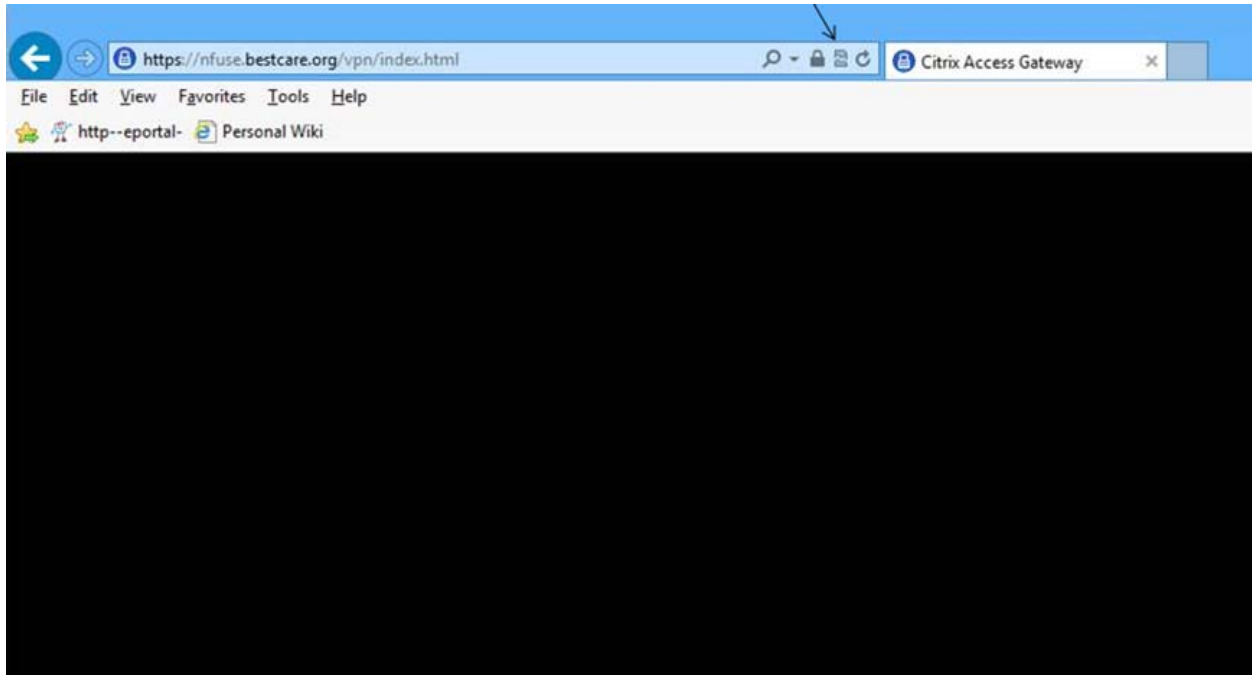 https://nfuse.bestcare.org/vpn/index.html Citrix Access Gateway
File Edit View Favorites Tools Help
http--eportal- Personal Wiki